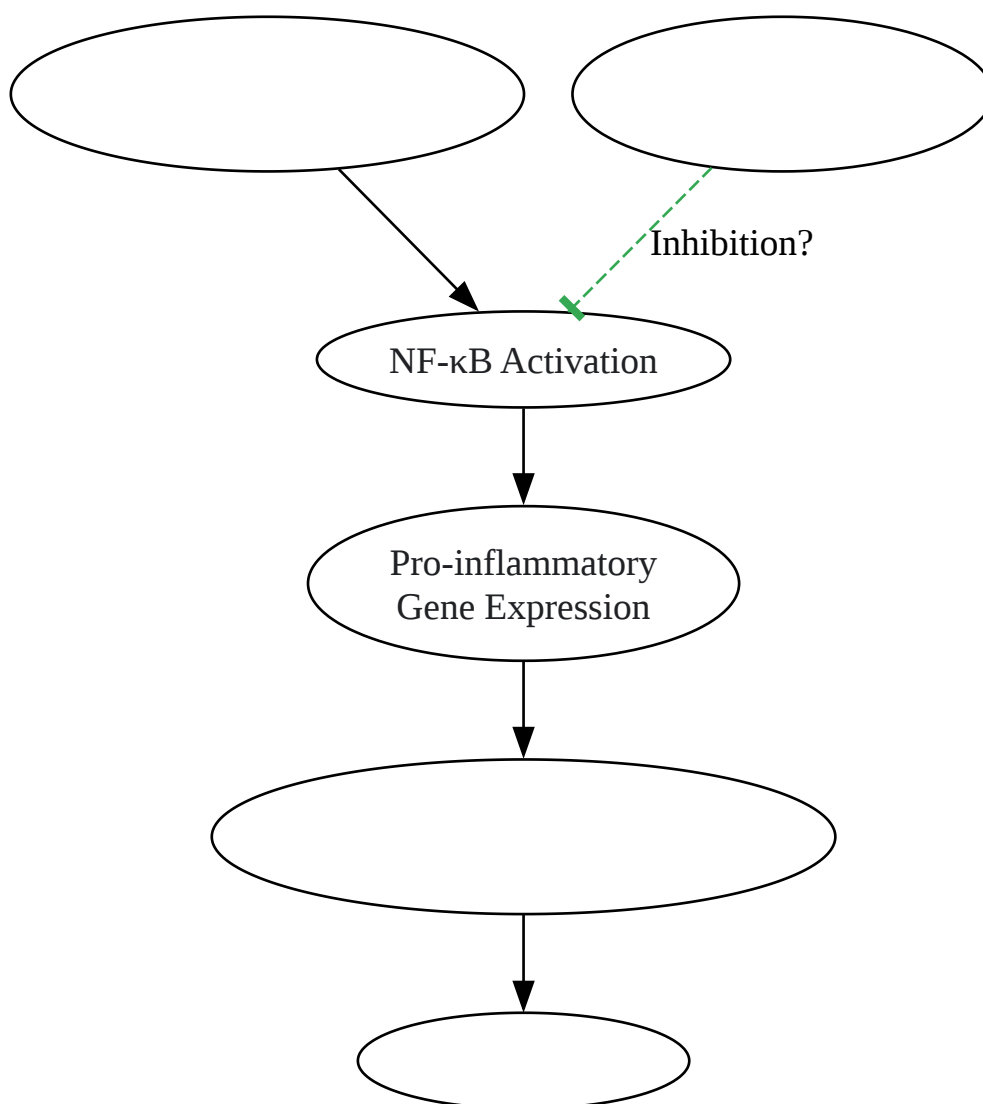 Inhibition?
NF-κB Activation
Pro-inflammatory
Gene Expression